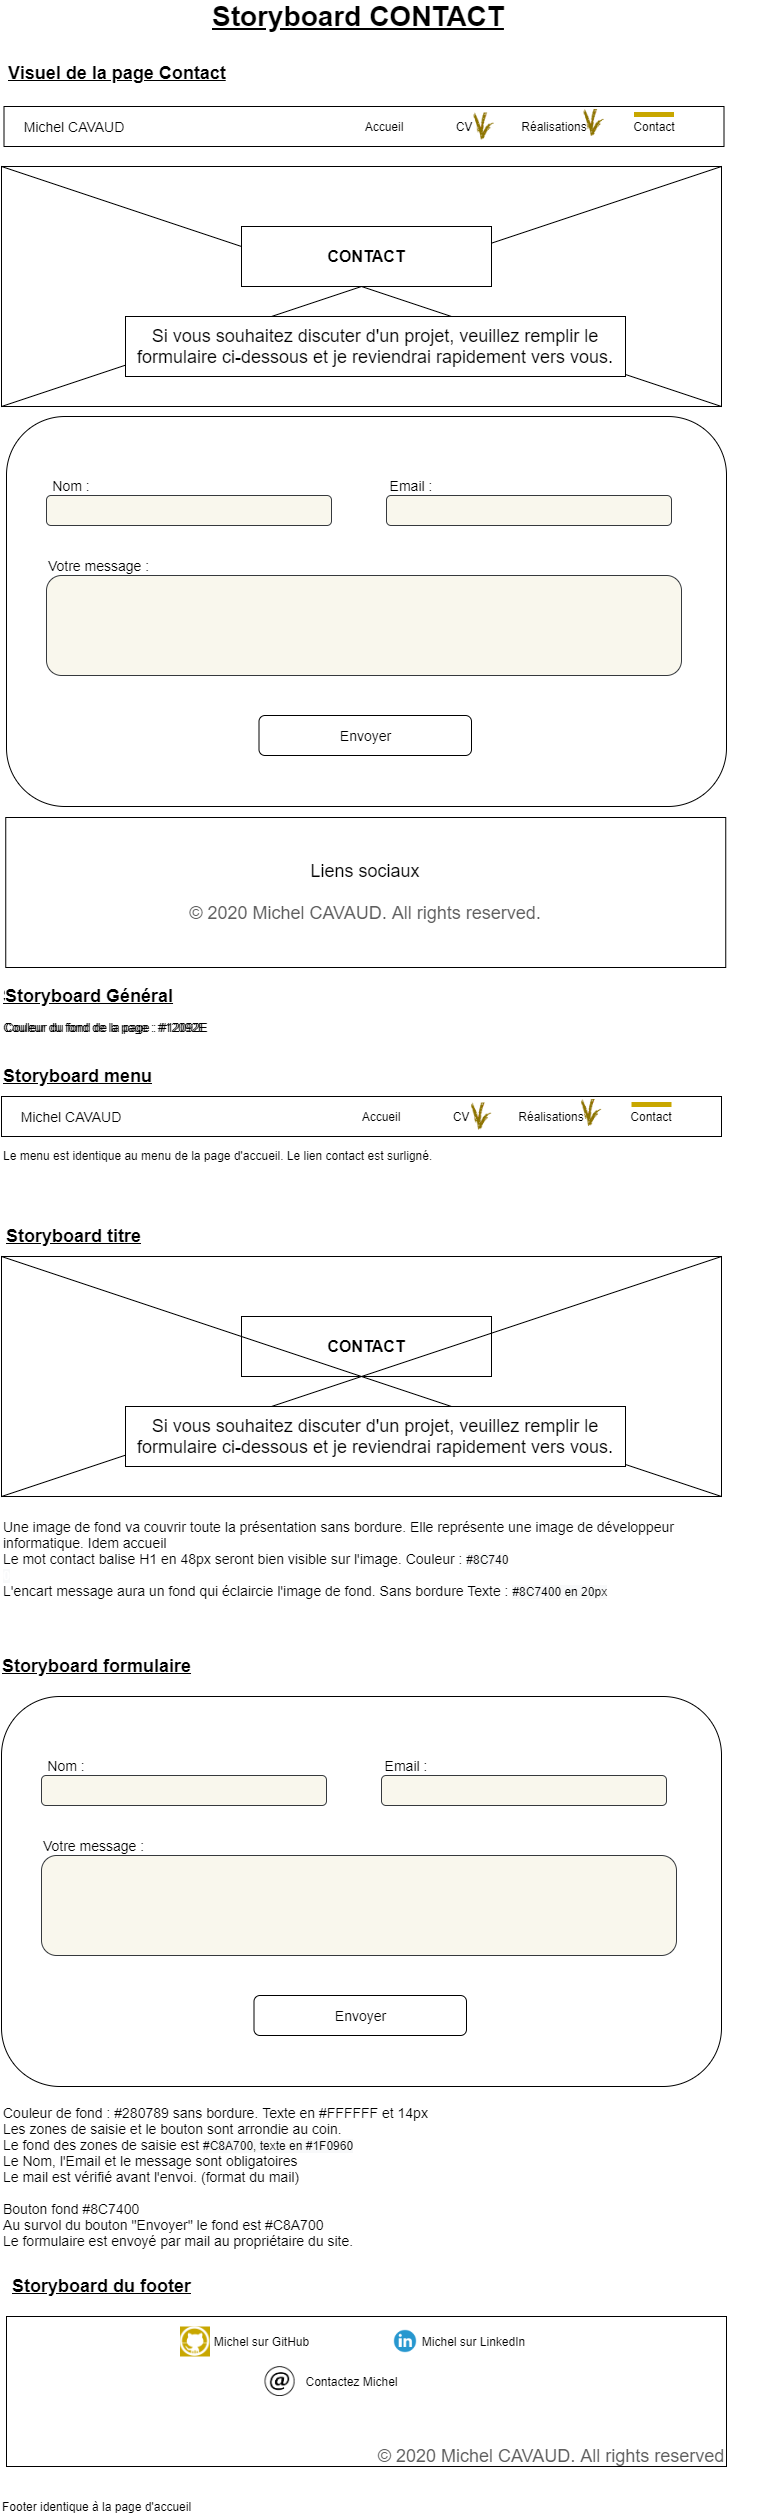 Storyboard CONTACT
Visuel de la page Contact
Michel CAVAUD Accueil CV Réalisations Contact
CONTACT
Si vous souhaitez discuter d'un projet, veuillez remplir le
formulaire ci-dessous et je reviendrai rapidement vers vous.
Nom : Email :
Votre message :
Envoyer
Liens sociaux
© 2020 Michel CAVAUD. All rights reserved.
Storyboard Général
Couleur du fond de la page :
Storyboard menu
Michel CAVAUD Accueil CV Réalisations Contact
Le menu est identique au menu de la page d'accueil. Le lien contact est surligné.
Storyboard titre
CONTACT
Si vous souhaitez discuter d'un projet, veuillez remplir le
formulaire ci-dessous et je reviendrai rapidement vers vous.
Une image de fond va couvrir toute la présentation sans bordure. Elle représente une image de développeur
informatique. Idem accueil
Le mot contact balise H1 en 48px seront bien visible sur l'image. Couleur : #8C740
L'encart message aura un fond qui éclaircie l'image de fond. Sans bordure Texte : #8C7400 en 20px
Storyboard formulaire
Nom : Email :
Votre message :
Envoyer
Couleur de fond : #280789 sans bordure. Texte en #FFFFFF et 14px
Les zones de saisie et le bouton sont arrondie au coin.
Le fond des zones de saisie est #C8A700, texte en #1F0960
Le Nom, l'Email et le message sont obligatoires
Le mail est vérifié avant l'envoi. (format du mail)
Bouton fond #8C7400
Au survol du bouton "Envoyer" le fond est #C8A700
Le formulaire est envoyé par mail au propriétaire du site.
Storyboard du footer
Michel sur GitHub in Michel sur LinkedIn
@ Contactez Michel
© 2020 Michel CAVAUD. All rights reserved
Footer identique à la page d'accueil